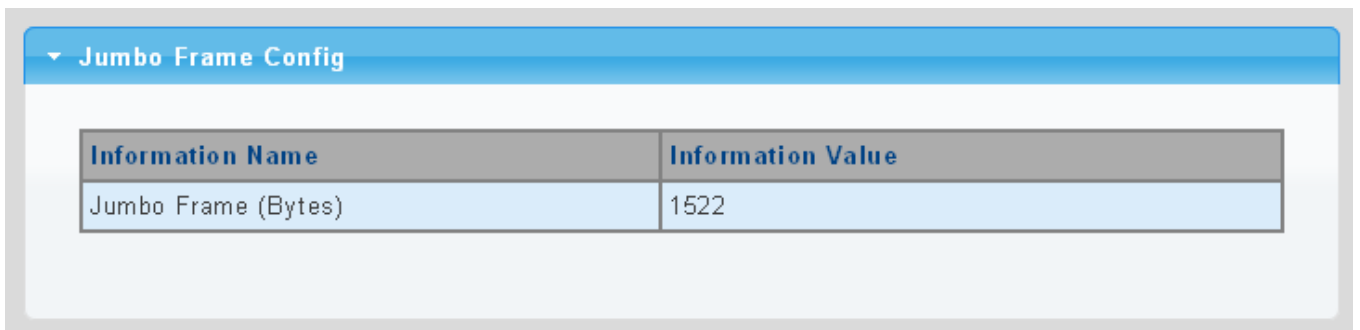 Jumbo Frame Config
Information Name Information Value
Jumbo Frame (Bytes) 1522